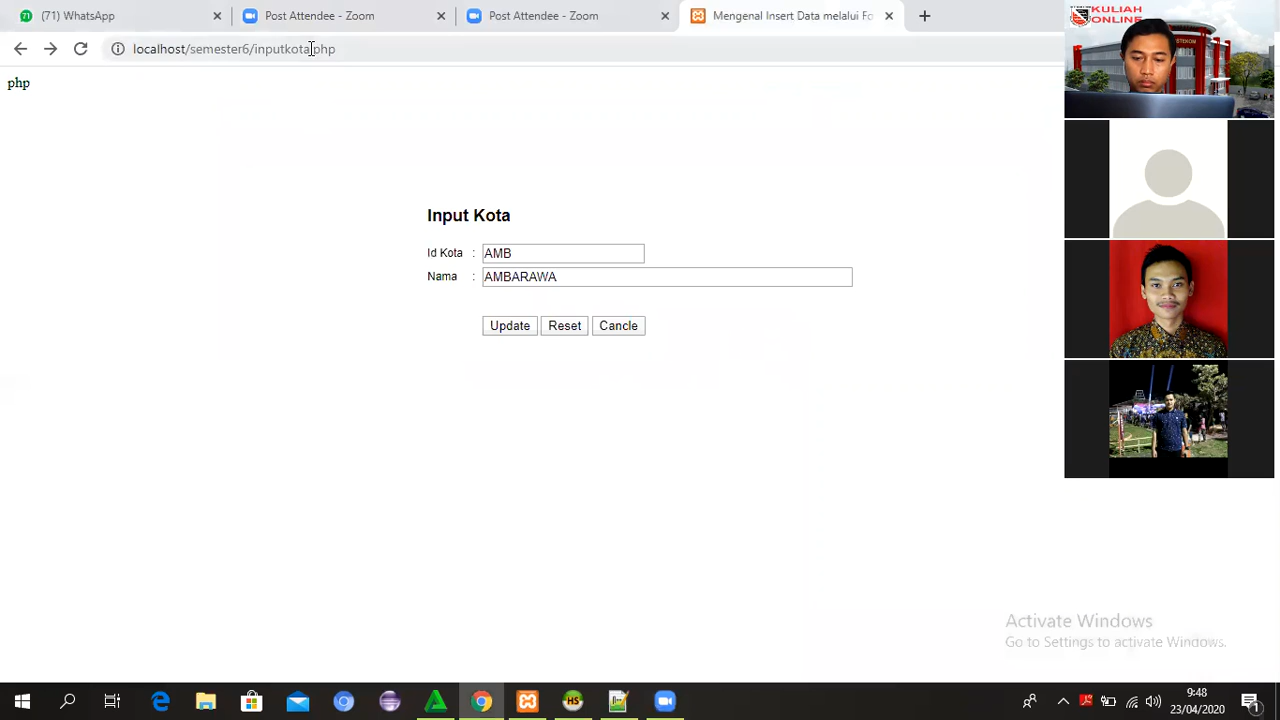 (71) WhatsApp
Post Attendee - Zoom
Post Attendee - Zoom
Mengenal Insert Data melalui Fo
localhost/semester6/inputkota.php
php
Input Kota
Id Kota : AMB
Nama : AMBARAWA
Update Reset Cancle
KULIAH
ONLINE
Activate Windows
Go to Settings to activate Windows.
9:48
23/04/2020